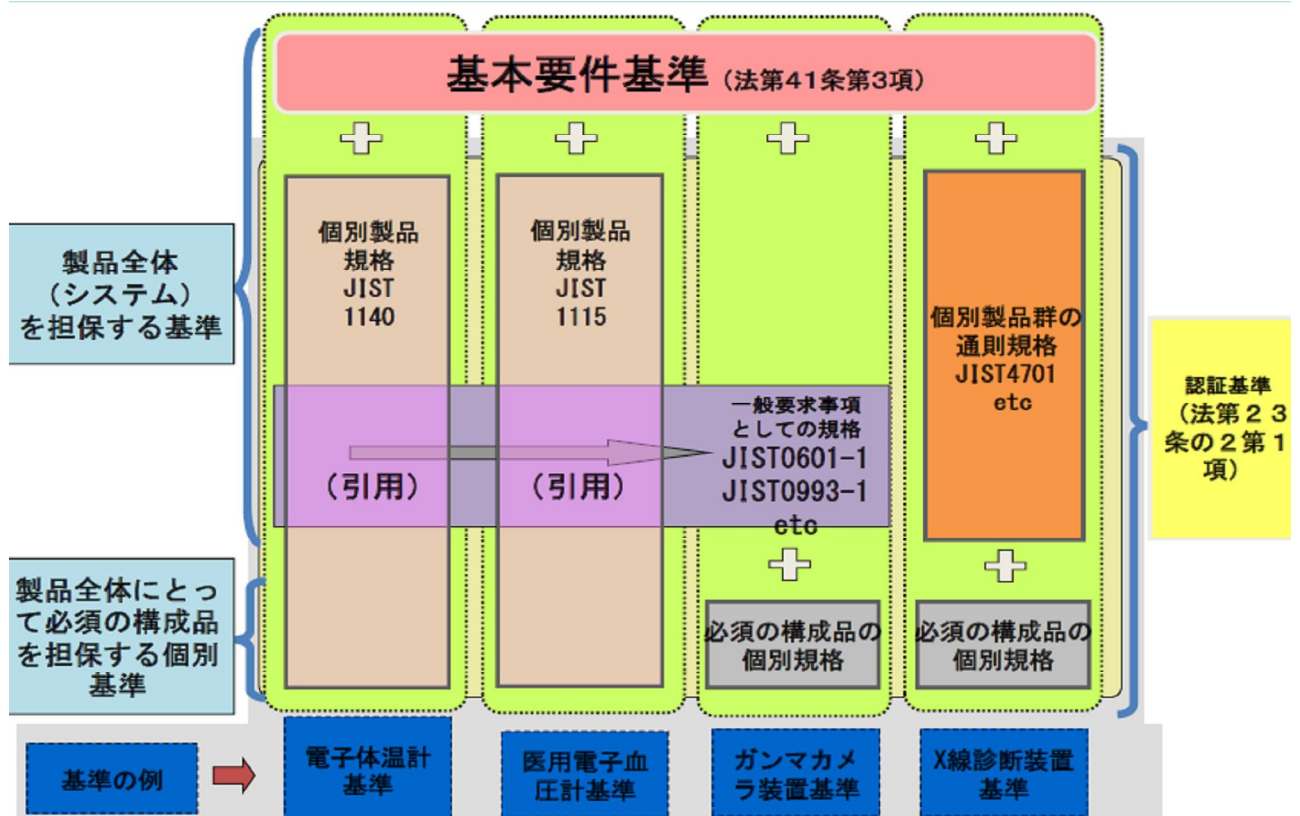 基本要件基準（法第41条第3項）
製品全体
（システム）
を担保する基準
製品全体にとっ
て必須の構成品
を担保する個別
基準
個別製品
規格
JIST
1140
（引用）
個別製品
規格
JIST
1115
（引用）
一般要求事項
としての規格
JIST0601-1
JIST0993-1
etc
必須の構成品の
個別規格
個別製品群の
通則規格
JIST4701
etc
必須の構成品の
個別規格
認証基準
（法第２３
条の２第１
項）
基準の例
電子体温計
基準
医用電子血
圧計基準
ガンマカメ
ラ装置基準
X線診断装置
基準